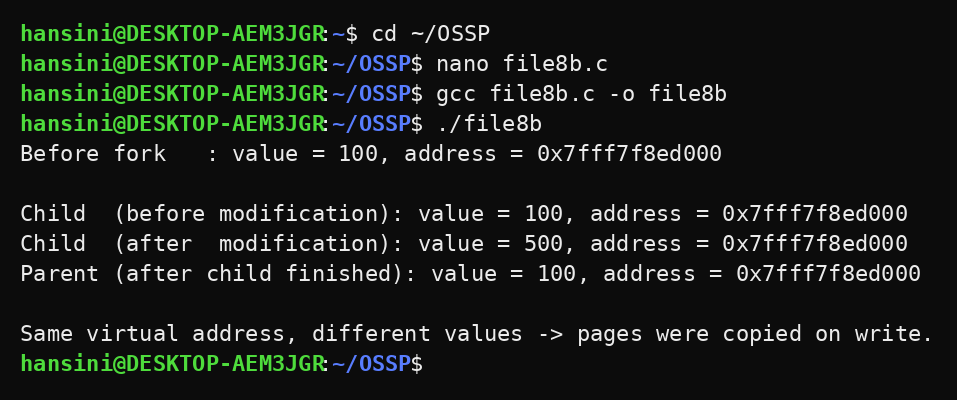 hansini@DESKTOP-AEM3JGR:~$ cd ~/OSSP
hansini@DESKTOP-AEM3JGR:~/OSSP$ nano file8b.c
hansini@DESKTOP-AEM3JGR:~/OSSP$ gcc file8b.c -o file8b
hansini@DESKTOP-AEM3JGR:~/OSSP$ ./file8b
Before fork   : value = 100, address = 0x7fff7f8ed000
Child  (before modification): value = 100, address = 0x7fff7f8ed000
Child  (after  modification): value = 500, address = 0x7fff7f8ed000
Parent (after child finished): value = 100, address = 0x7fff7f8ed000
Same virtual address, different values -> pages were copied on write.
hansini@DESKTOP-AEM3JGR:~/OSSP$